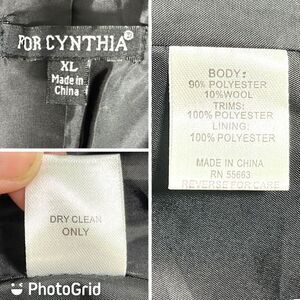 FOR CYNTHIA®
XL
Made in
China
BODY:
90% POLYESTER
10% WOOL
TRIMS:
100% POLYESTER
LINING:
100% POLYESTER
MADE IN CHINA
RN 55663
REVERSE FOR CARE
DRY CLEAN
ONLY
PhotoGrid